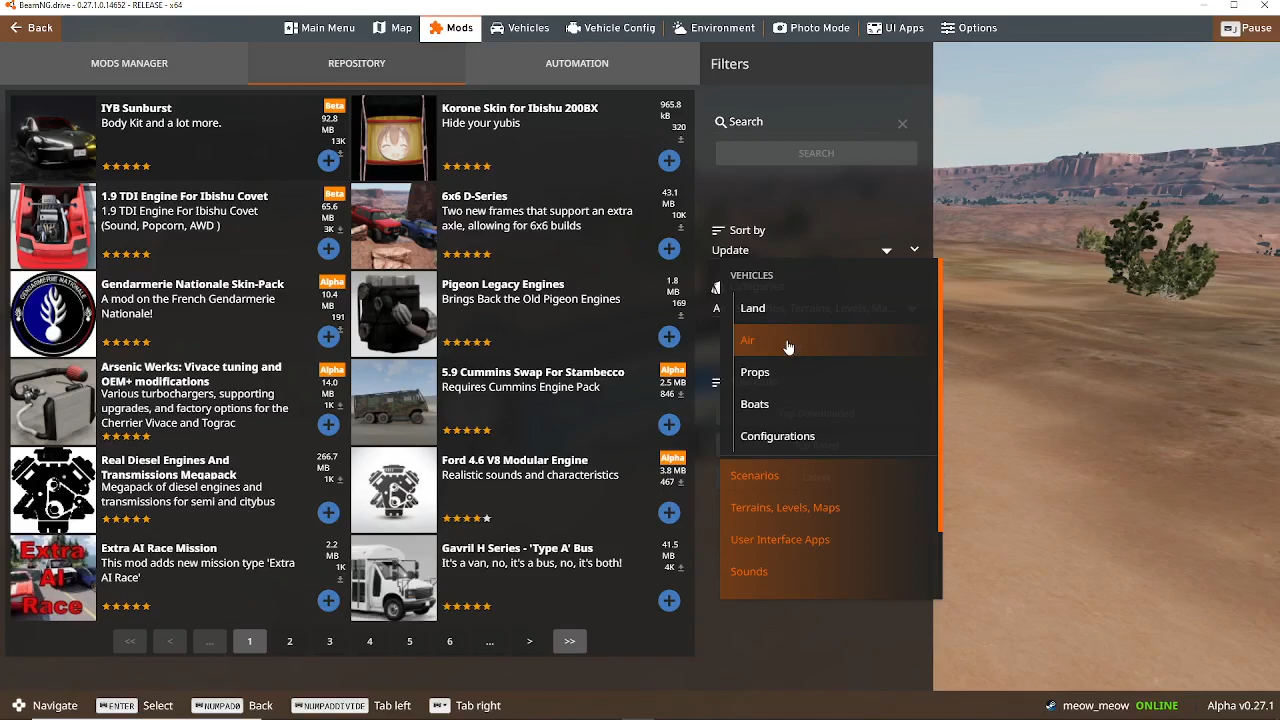 BeamNG.drive - 0.27.1.0.14652 - RELEASE - x64
Back
Main Menu
Map
Mods
Vehicles
Vehicle Config
Environment
Photo Mode
UI Apps
Options
Pause
MODS MANAGER
REPOSITORY
AUTOMATION
IYB Sunburst
Body Kit and a lot more.
Beta
92.8
MB
13K
Korone Skin for Ibishu 200BX
Hide your yubis
965.8
kB
320
1.9 TDI Engine For Ibishu Covet
1.9 TDI Engine For Ibishu Covet
(Sound, Popcorn, AWD )
Beta
65.6
MB
3K
6x6 D-Series
Two new frames that support an extra
axle, allowing for 6x6 builds
43.1
MB
10K
Gendarmerie Nationale Skin-Pack
A mod on the French Gendarmerie
Nationale!
Alpha
10.4
MB
191
Pigeon Legacy Engines
Brings Back the Old Pigeon Engines
1.8
MB
169
Arsenic Werks: Vivace tuning and
OEM+ modifications
Various turbochargers, supporting
upgrades, and factory options for the
Cherrier Vivace and Tograc
Alpha
14.0
MB
1K
5.9 Cummins Swap For Stambecco
Requires Cummins Engine Pack
Alpha
2.5 MB
846
Real Diesel Engines And
Transmissions Megapack
Megapack of diesel engines and
transmissions for semi and citybus
266.7
MB
1K
Ford 4.6 V8 Modular Engine
Realistic sounds and characteristics
Alpha
3.8 MB
467
Extra
AI
Race
Extra AI Race Mission
This mod adds new mission type 'Extra
AI Race'
2.2
MB
1K
Gavril H Series - 'Type A' Bus
It's a van, no, it's a bus, no, it's both!
41.5
MB
4K
<< < ... 1 2 3 4 5 6 ... > >>
Filters
Search
SEARCH
Sort by
Update
VEHICLES
Categories
Land
ios, Terrains, Levels, Ma...
Air
Props
Boats
Configurations
Scenarios
Terrains, Levels, Maps
User Interface Apps
Sounds
Navigate
ENTER Select
NUMPAD0 Back
NUMPADDIVIDE Tab left
Tab right
meow_meow ONLINE
Alpha v0.27.1